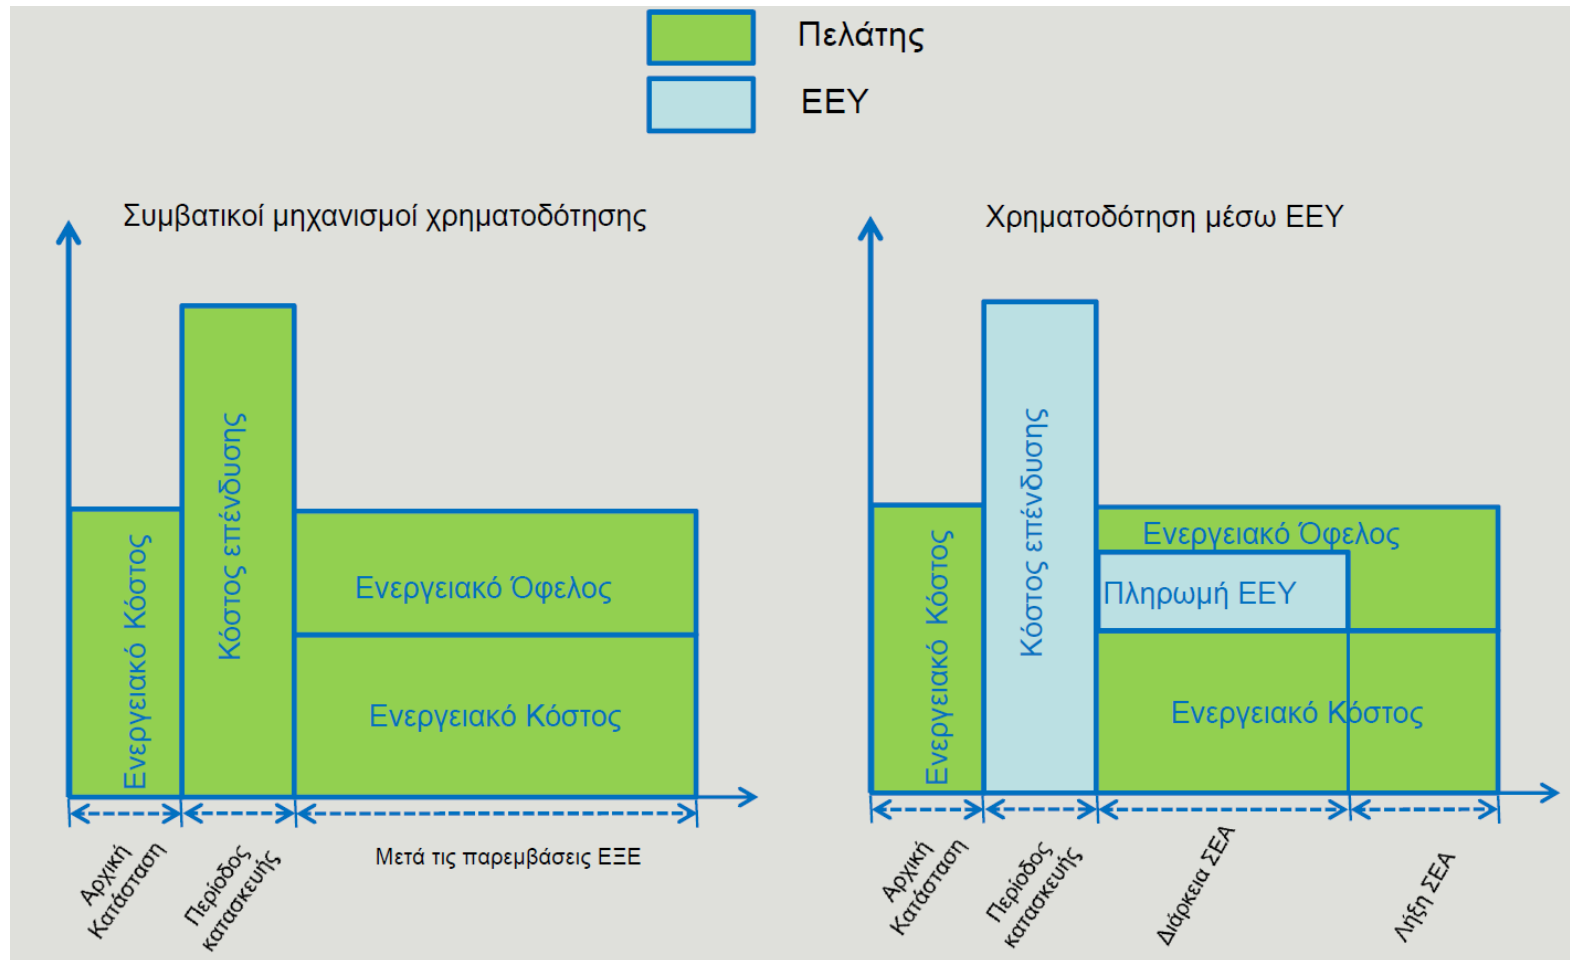 Πελάτης
ΕΕΥ
Συμβατικοί μηχανισμοί χρηματοδότησης
Ενεργειακό Κόστος
Κόστος επένδυσης
Ενεργειακό Όφελος
Ενεργειακό Κόστος
Αρχική
Κατάσταση
Περίοδος
κατασκευής
Μετά τις παρεμβάσεις ΕΞΕ
Χρηματοδότηση μέσω ΕΕΥ
Ενεργειακό Κόστος
Κόστος επένδυσης
Ενεργειακό Όφελος
Πληρωμή ΕΕΥ
Ενεργειακό Κόστος
Αρχική
Κατάσταση
Περίοδος
κατασκευής
Διάρκεια ΣΕΑ
Λήξη ΣΕΑ